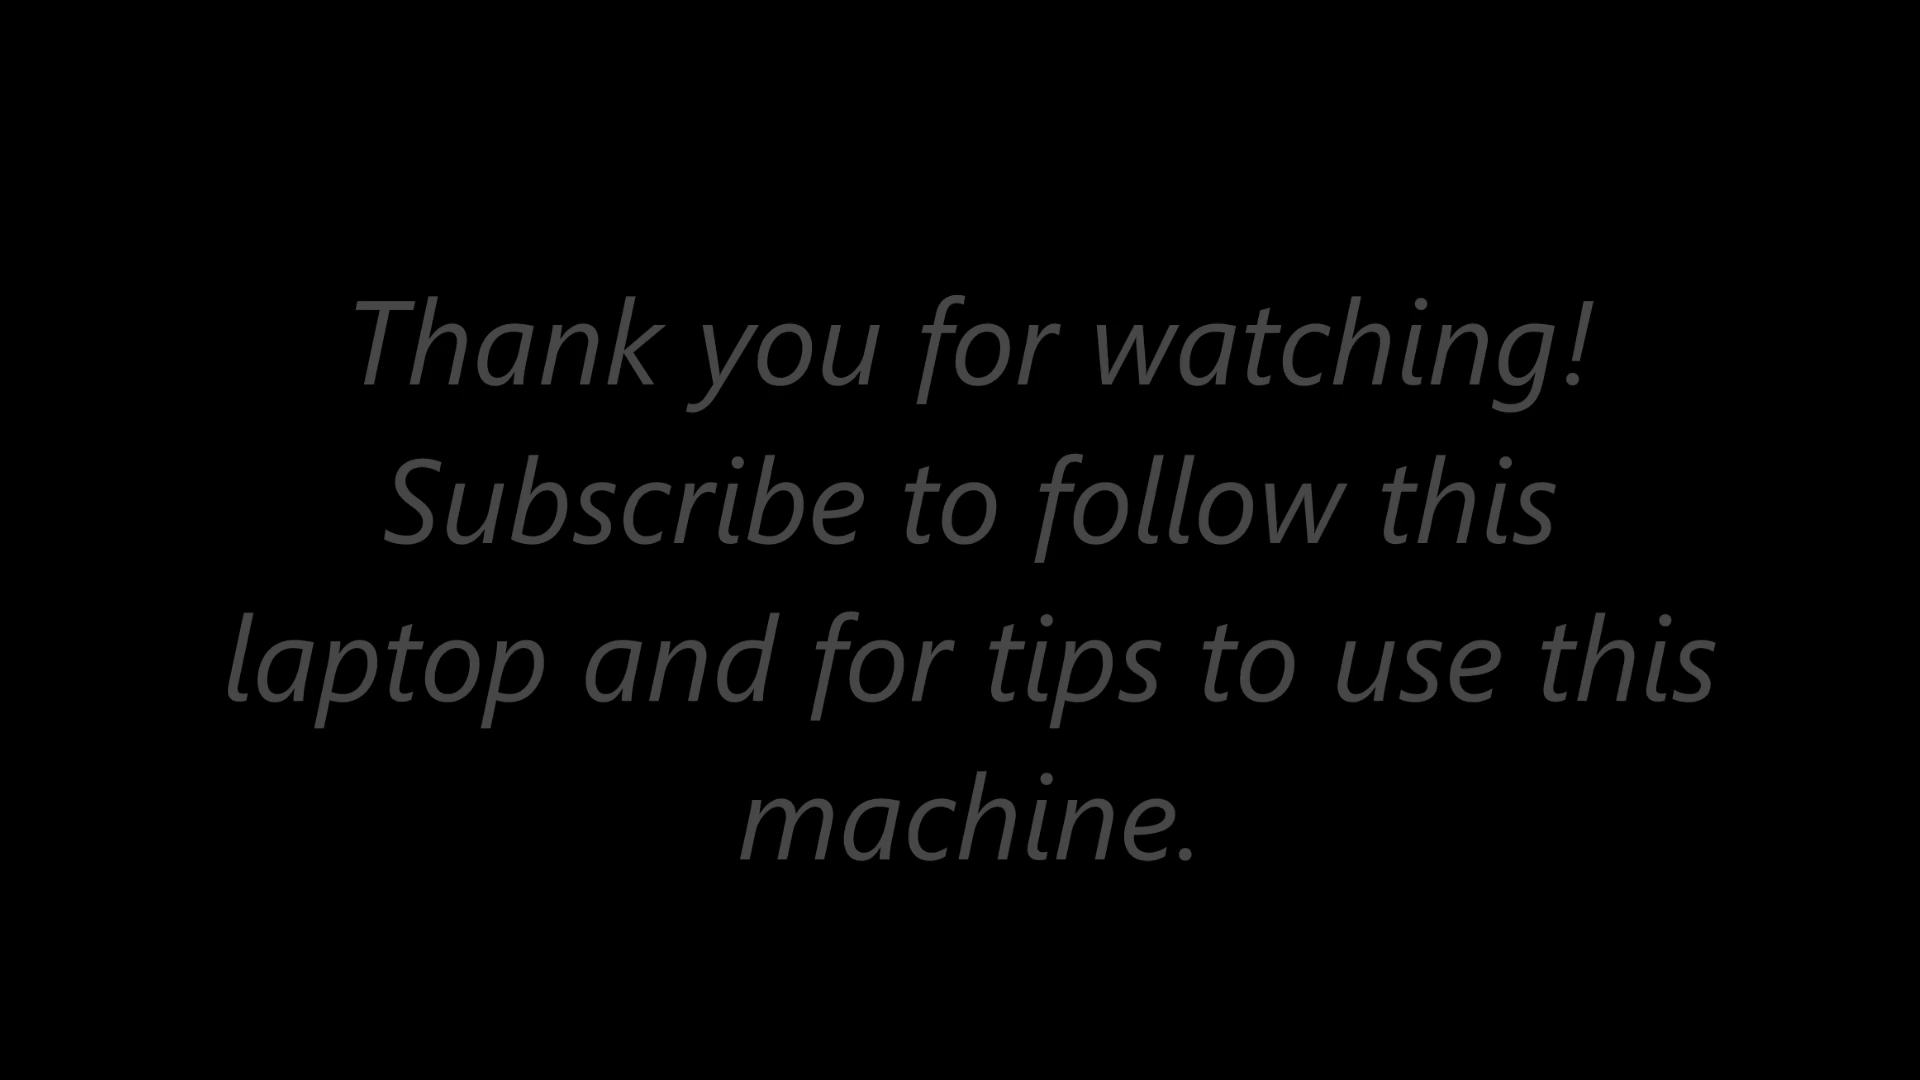 Thank you for watching!
Subscribe to follow this
laptop and for tips to use this
machine.